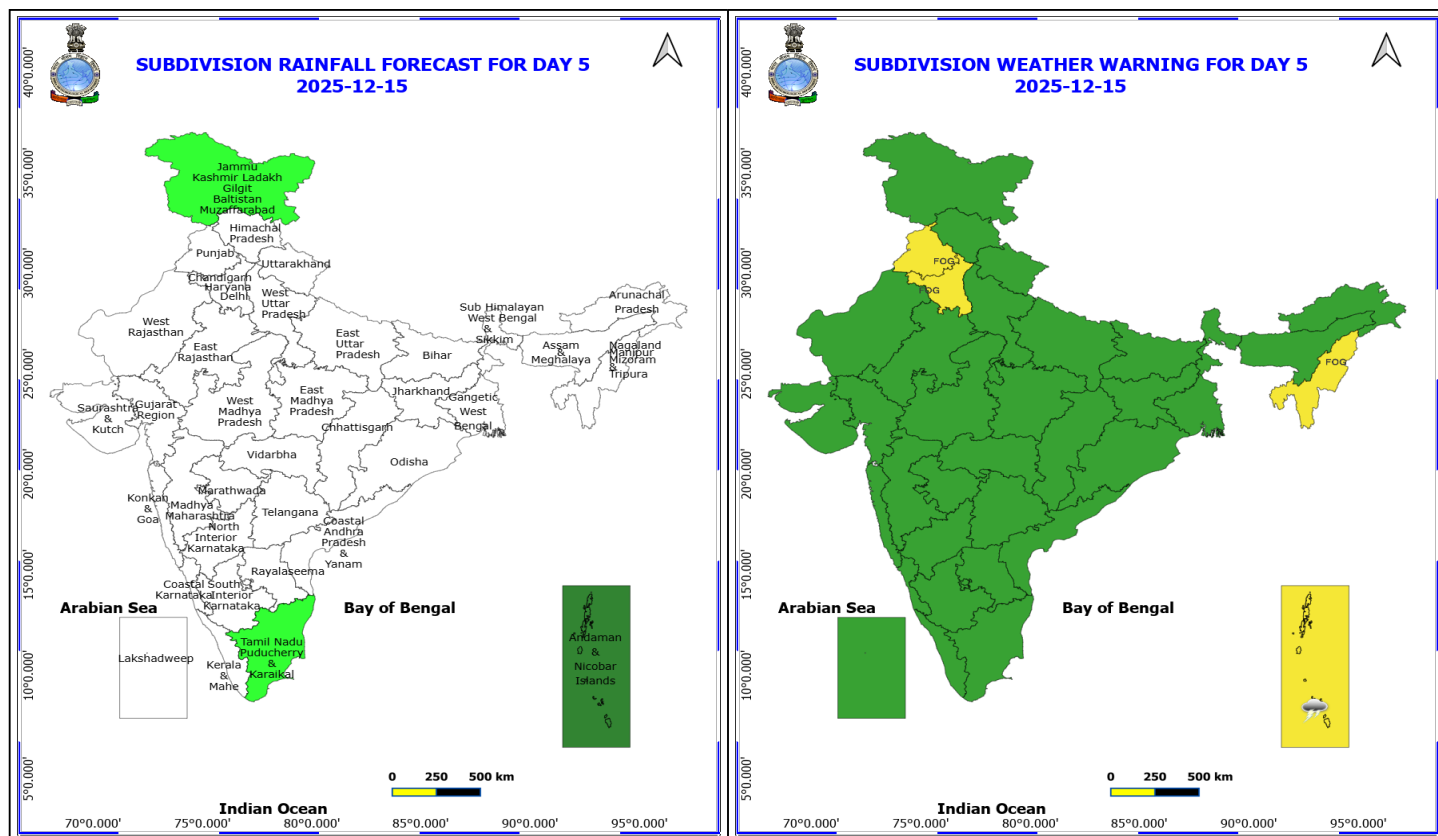 SUBDIVISION RAINFALL FORECAST FOR DAY 5
2025-12-15
40°0.000'
35°0.000'
30°0.000'
25°0.000'
20°0.000'
15°0.000'
10°0.000'
5°0.000'
Jammu
Kashmir Ladakh
Gilgit
Baltistan
Muzaffarabad
Himachal
Pradesh
Punjab
Uttarakhand
Chandigarh
Haryana
Delhi
West
Uttar
Pradesh
West
Rajasthan
East
Rajasthan
East
Uttar
Pradesh
Bihar
Sub Himalayan
West Bengal
&
Sikkim
Arunachal
Pradesh
Assam
&
Meghalaya
Nagaland
Manipur
Mizoram
&
Tripura
Saurashtra
&
Kutch
Gujarat
Region
West
Madhya
Pradesh
East
Madhya
Pradesh
Jharkhand
Gangetic
West
Bengal
Chhattisgarh
Vidarbha
Odisha
Konkan
&
Goa
Madhya
Maharashtra
Marathwada
Telangana
North
Interior
Karnataka
Coastal
Andhra
Pradesh
&
Yanam
Rayalaseema
Coastal
Karnataka
South
Interior
Karnataka
Arabian Sea
Bay of Bengal
Lakshadweep
Kerala
&
Mahe
Tamil Nadu
Puducherry
&
Karaikal
Andaman
&
Nicobar
Islands
0 250 500 km
Indian Ocean
70°0.000' 75°0.000' 80°0.000' 85°0.000' 90°0.000' 95°0.000'
SUBDIVISION WEATHER WARNING FOR DAY 5
2025-12-15
40°0.000'
35°0.000'
30°0.000'
25°0.000'
20°0.000'
15°0.000'
10°0.000'
5°0.000'
FOG
FOG
FOG
Arabian Sea
Bay of Bengal
0 250 500 km
Indian Ocean
70°0.000' 75°0.000' 80°0.000' 85°0.000' 90°0.000' 95°0.000'